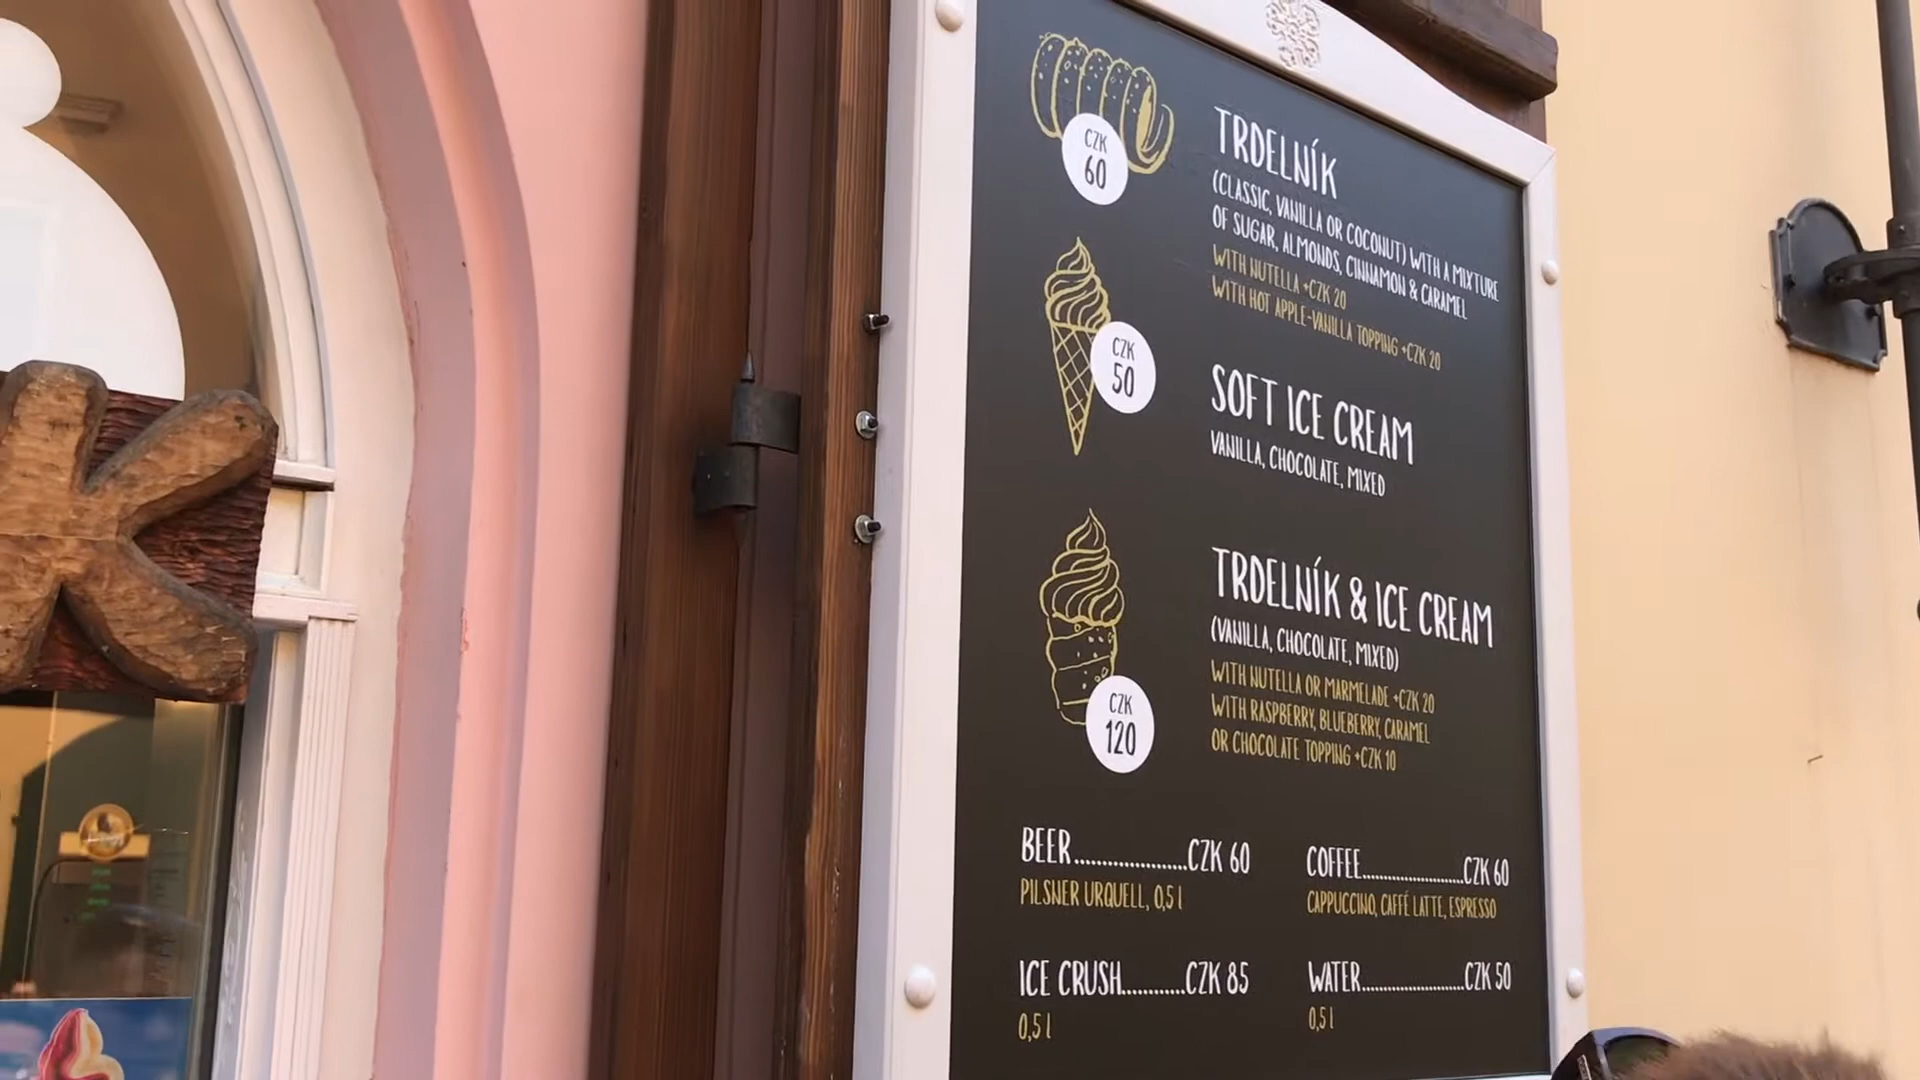 CZK
60
TRDELNÍK
(CLASSIC, VANILLA OR COCONUT) WITH A MIXTURE
OF SUGAR, ALMONDS, CINNAMON & CARAMEL
WITH NUTELLA +CZK 20
WITH HOT APPLE-VANILLA TOPPING +CZK 20
CZK
50
SOFT ICE CREAM
VANILLA, CHOCOLATE, MIXED
CZK
120
TRDELNÍK & ICE CREAM
(VANILLA, CHOCOLATE, MIXED)
WITH NUTELLA OR MARMELADE +CZK 20
WITH RASPBERRY, BLUEBERRY, CARAMEL
OR CHOCOLATE TOPPING +CZK 10
BEER...................CZK 60
PILSNER URQUELL, 0,5 l
COFFEE........................CZK 60
CAPPUCCINO, CAFFÉ LATTE, ESPRESSO
ICE CRUSH............CZK 85
0,5 l
WATER........................CZK 50
0,5 l
K